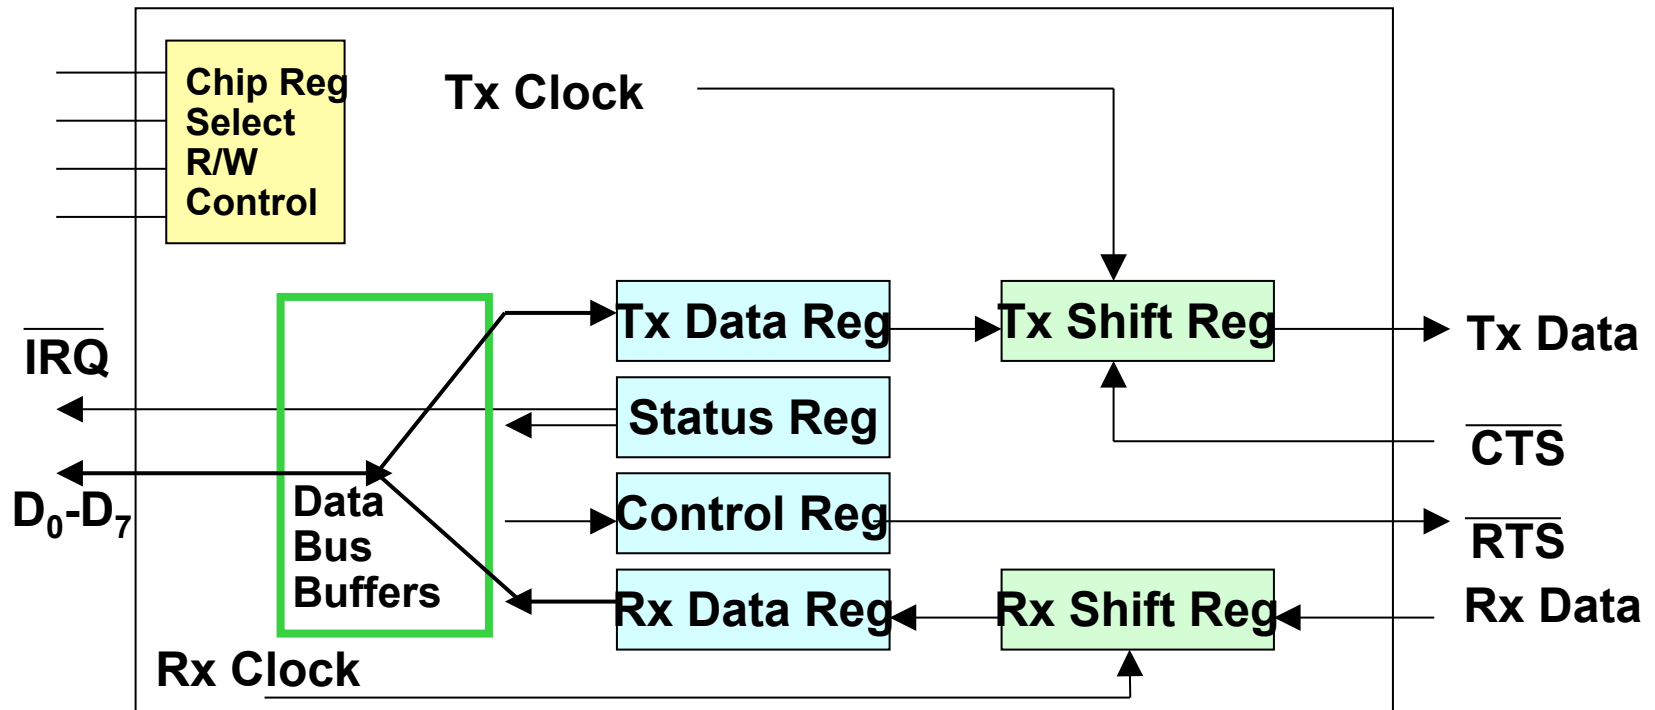 Chip Reg
Select
R/W
Control
Tx Clock
Tx Data Reg
Tx Shift Reg
Tx Data
IRQ
Status Reg
CTS
D0-D7
Data
Bus
Buffers
Control Reg
RTS
Rx Data Reg
Rx Shift Reg
Rx Data
Rx Clock